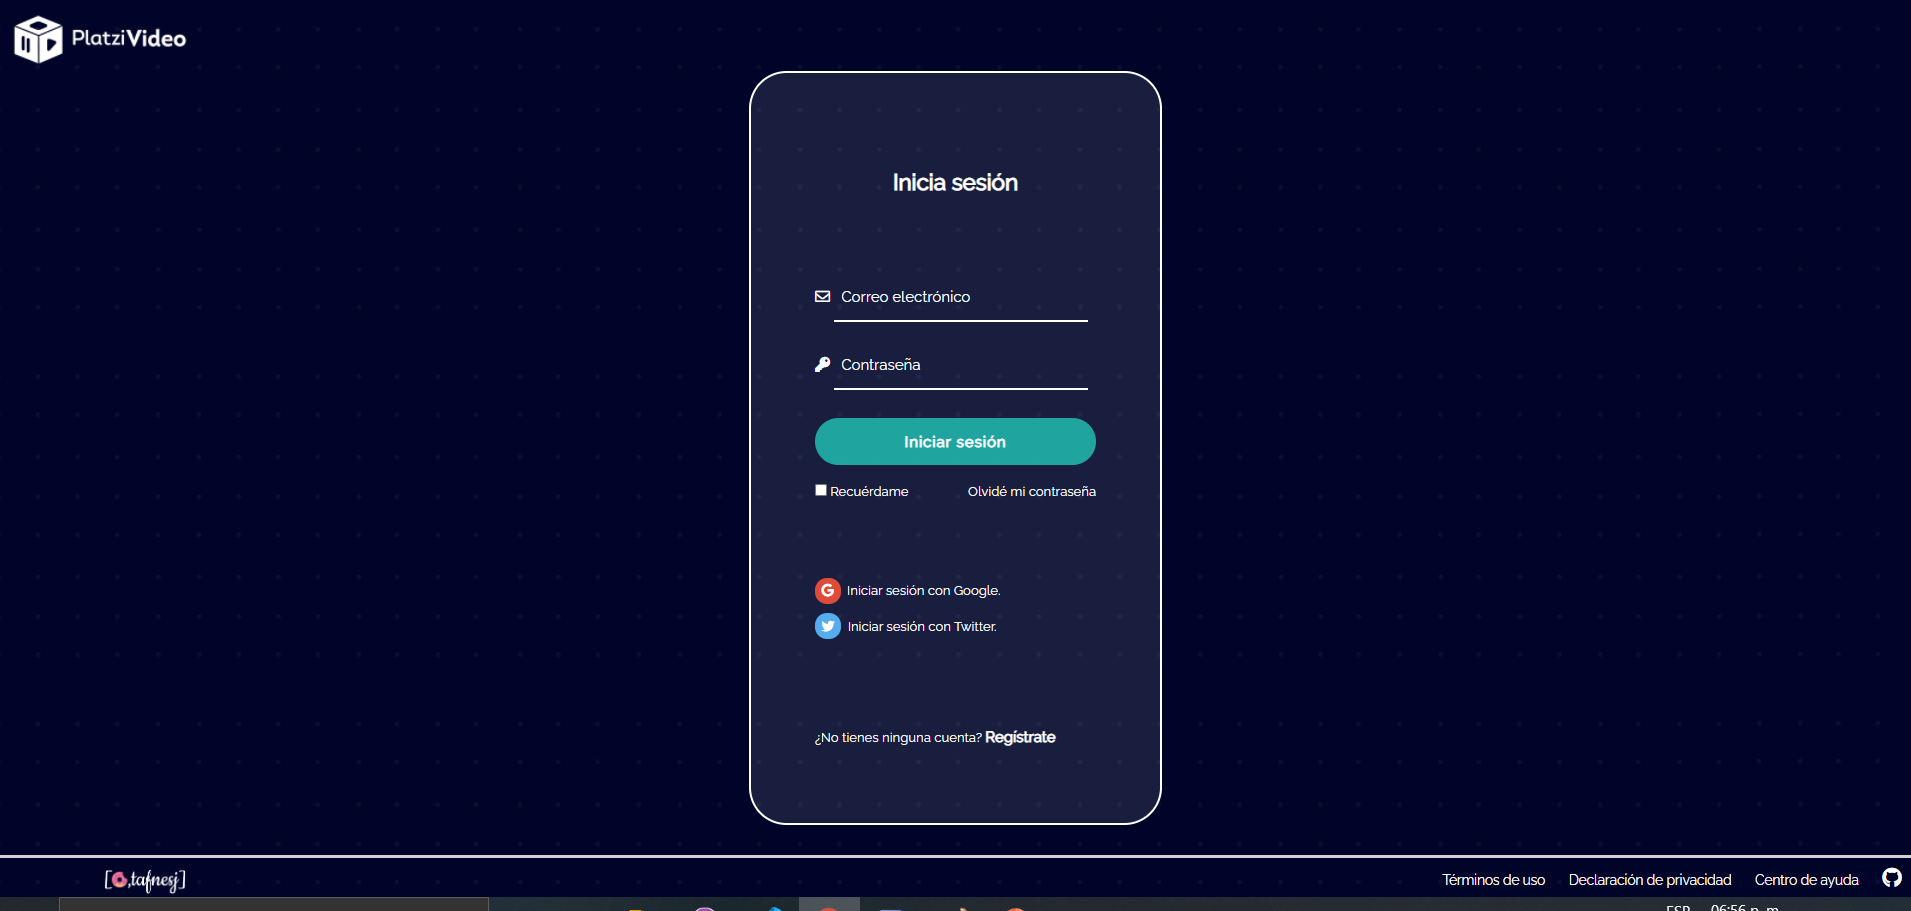 PlatziVideo
Inicia sesión
Correo electrónico
Contraseña
Iniciar sesión
Recuérdame Olvidé mi contraseña
Iniciar sesión con Google.
Iniciar sesión con Twitter.
¿No tienes ninguna cuenta? Regístrate
[,tafnesj] Términos de uso Declaración de privacidad Centro de ayuda
ESP 06:56 p. m.